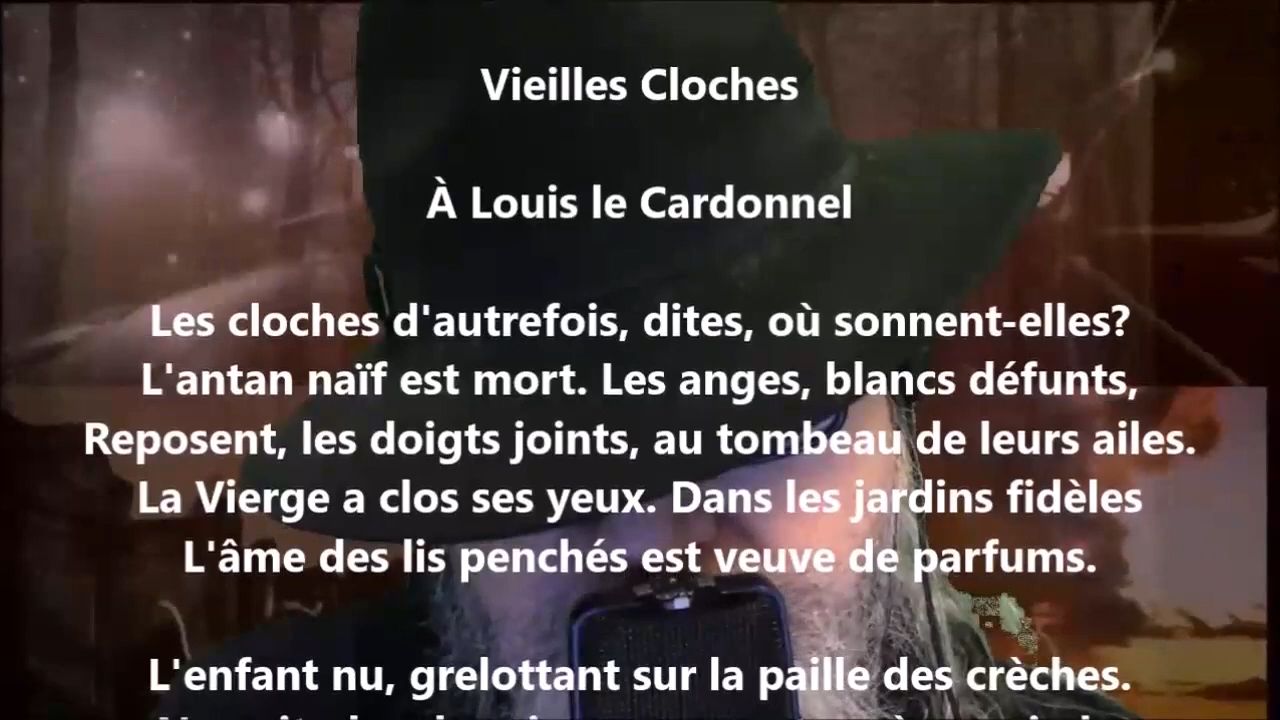 Vieilles Cloches
À Louis le Cardonnel
Les cloches d'autrefois, dites, où sonnent-elles?
L'antan naïf est mort. Les anges, blancs défunts,
Reposent, les doigts joints, au tombeau de leurs ailes.
La Vierge a clos ses yeux. Dans les jardins fidèles
L'âme des lis penchés est veuve de parfums.
L'enfant nu, grelottant sur la paille des crèches.